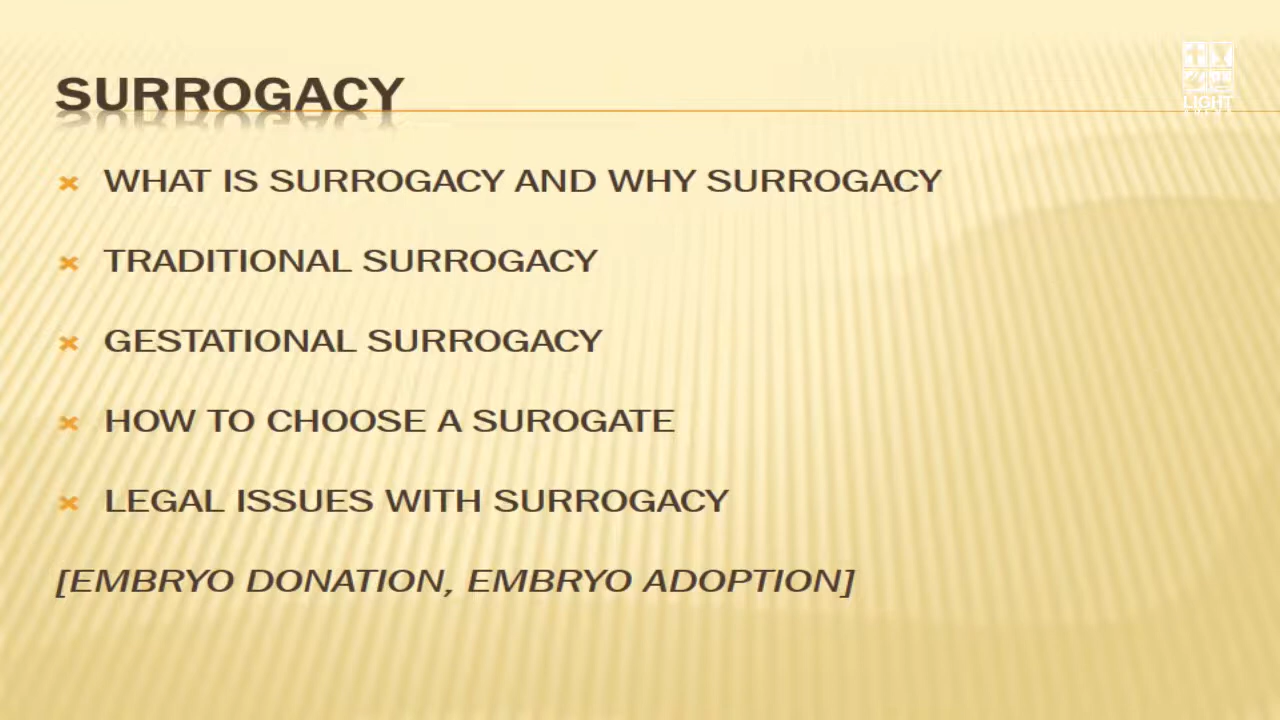 SURROGACY
LIGHT
WHAT IS SURROGACY AND WHY SURROGACY
TRADITIONAL SURROGACY
GESTATIONAL SURROGACY
HOW TO CHOOSE A SUROGATE
LEGAL ISSUES WITH SURROGACY
[EMBRYO DONATION, EMBRYO ADOPTION]